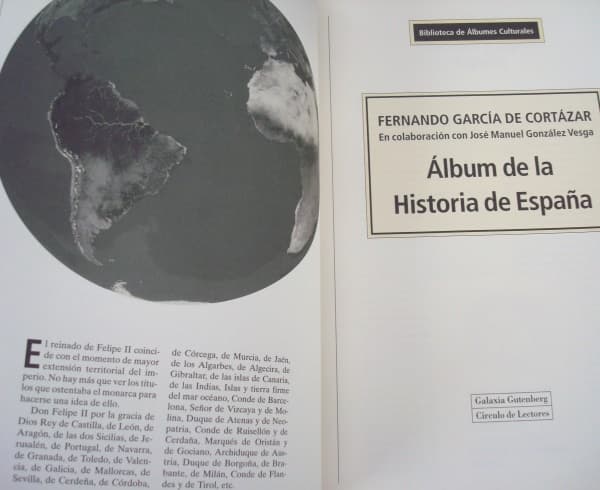 El reinado de Felipe II coinci-
de con el momento de mayor
extensión territorial del im-
perio. No hay más que ver los títu-
los que ostentaba el monarca para
hacerse una idea de ello.
Don Felipe II por la gracia de
Dios Rey de Castilla, de León, de
Aragón, de las dos Sicilias, de Je-
rusalén, de Portugal, de Navarra,
de Granada, de Toledo, de Valen-
cia, de Galicia, de Mallorcas, de
Sevilla, de Cerdeña, de Córdoba,
de Córcega, de Murcia, de Jaén,
de los Algarbes, de Algecira, de
Gibraltar, de las islas de Canaria,
de las Indias, Islas y tierra firme
del mar océano, Conde de Barce-
lona, Señor de Vizcaya y de Mo-
lina, Duque de Atenas y de Neo-
patria, Conde de Ruisellón y de
Cerdaña, Marqués de Oristán y
de Gociano, Archiduque de Aus-
tria, Duque de Borgoña, de Bra-
bante, de Milán, Conde de Flan-
des y de Tirol, etc.
Biblioteca de Álbumes Culturales
FERNANDO GARCÍA DE CORTÁZAR
En colaboración con José Manuel González Vesga
Álbum de la
Historia de España
Galaxia Gutenberg
Círculo de Lectores